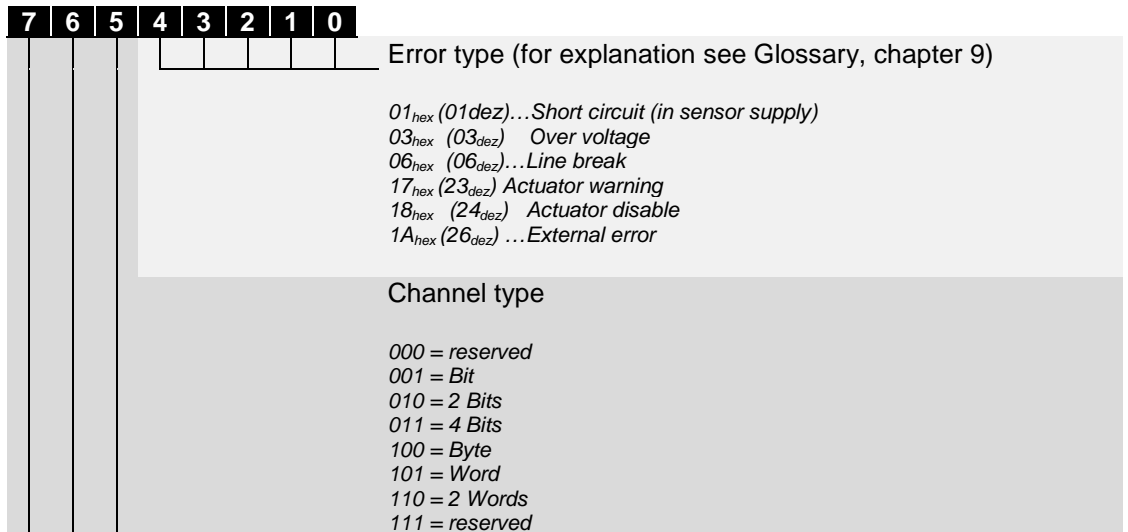 7 6 5 4 3 2 1 0
Error type (for explanation see Glossary, chapter 9)
01hex (01dez)…Short circuit (in sensor supply)
03hex (03dez) Over voltage
06hex (06dez)…Line break
17hex (23dez) Actuator warning
18hex (24dez) Actuator disable
1Ahex (26dez) …External error
Channel type
000 = reserved
001 = Bit
010 = 2 Bits
011 = 4 Bits
100 = Byte
101 = Word
110 = 2 Words
111 = reserved